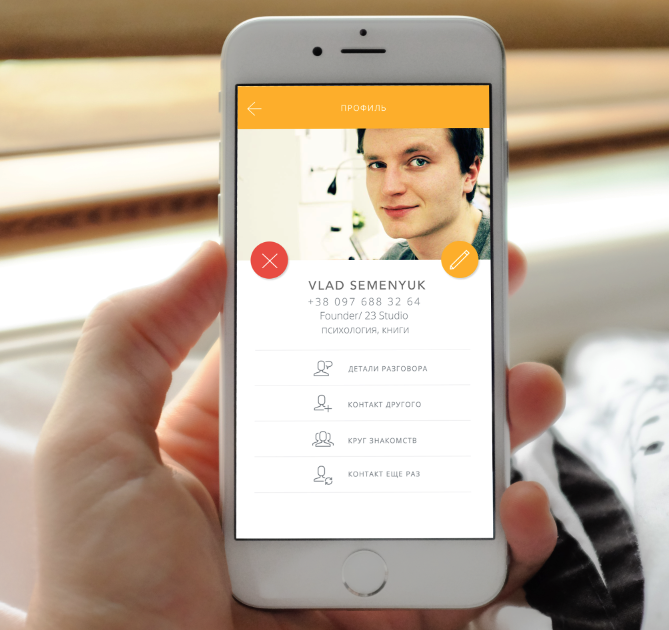 ПРОФИЛЬ
VLAD SEMENYUK
+38 097 688 32 64
Founder/ 23 Studio
ПСИХОЛОГИЯ, КНИГИ
ДЕТАЛИ РАЗГОВОРА
КОНТАКТ ДРУГОГО
КРУГ ЗНАКОМСТВ
КОНТАКТ ЕЩЕ РАЗ